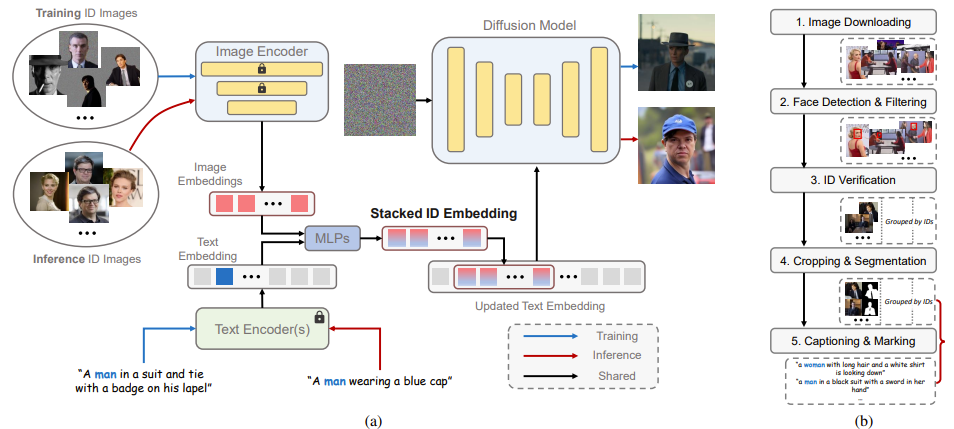 Training ID Images
Inference ID Images
Image Encoder
Image
Embeddings
Text
Embedding
MLPs
Stacked ID Embedding
Text Encoder(s)
"A man in a suit and tie
with a badge on his lapel"
"A man wearing a blue cap"
Diffusion Model
Updated Text Embedding
Training
Inference
Shared
(a)
1. Image Downloading
2. Face Detection & Filtering
3. ID Verification
Grouped by IDs
4. Cropping & Segmentation
Grouped by IDs
5. Captioning & Marking
"a woman with long hair and a white shirt
is looking down"
"a man in a black suit with a sword in her
hand"
...
(b)